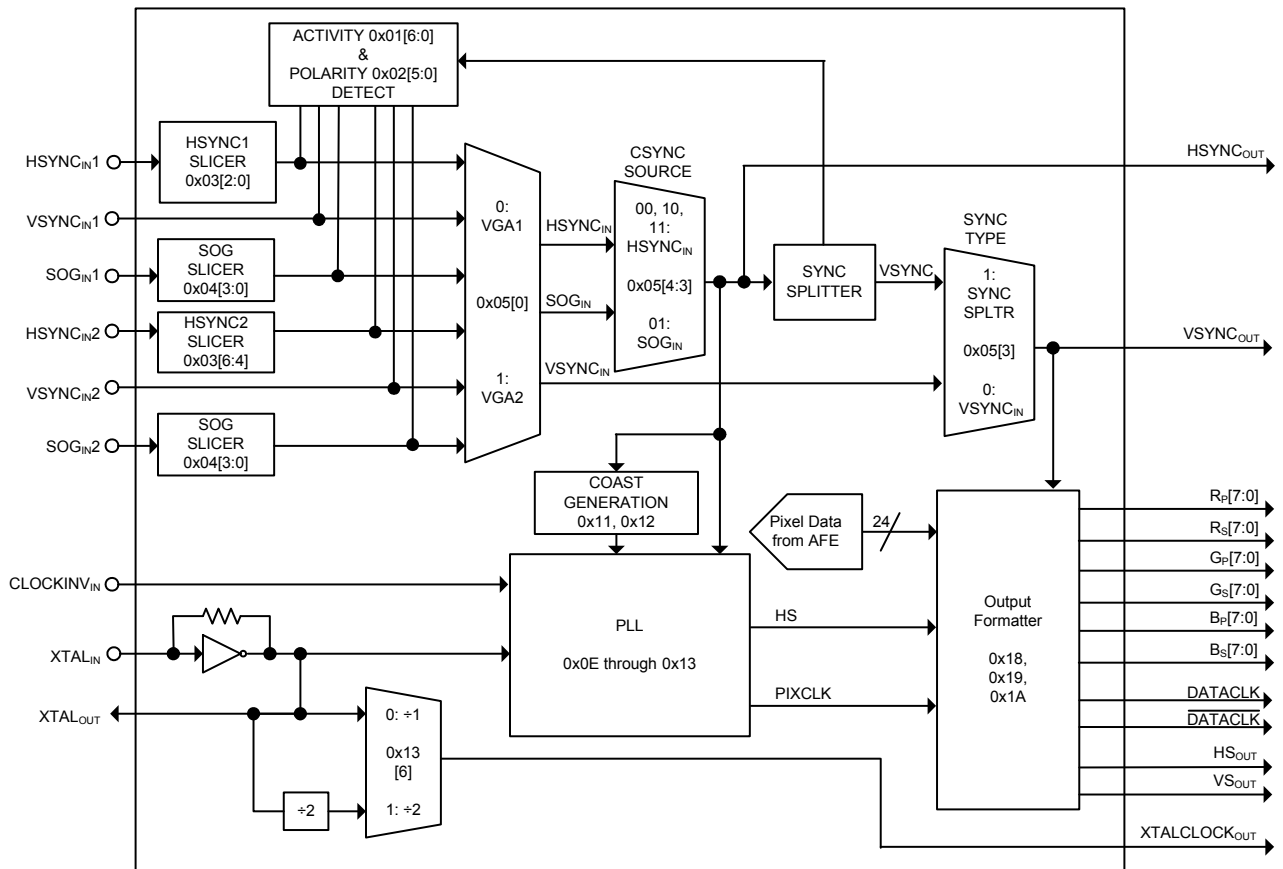 ACTIVITY 0x01[6:0]
&
POLARITY 0x02[5:0]
DETECT
HSYNCIN1
HSYNC1
SLICER
0x03[2:0]
VSYNCIN1
SOGIN1
SOG
SLICER
0x04[3:0]
HSYNCIN2
HSYNC2
SLICER
0x03[6:4]
VSYNCIN2
SOGIN2
SOG
SLICER
0x04[3:0]
0:
VGA1
0x05[0]
1:
VGA2
HSYNCIN
SOGIN
VSYNCIN
CSYNC
SOURCE
00, 10,
11:
HSYNCIN
0x05[4:3]
01:
SOGIN
SYNC
SPLITTER
VSYNC
SYNC
TYPE
1:
SYNC
SPLTR
0x05[3]
0:
VSYNCIN
HSYNCOUT
VSYNCOUT
COAST
GENERATION
0x11, 0x12
Pixel Data
from AFE
24
CLOCKINVIN
XTALIN
XTALOUT
PLL
0x0E through 0x13
HS
PIXCLK
0: ÷1
0x13
[6]
1: ÷2
÷2
Output
Formatter
0x18,
0x19,
0x1A
RP[7:0]
RS[7:0]
GP[7:0]
GS[7:0]
BP[7:0]
BS[7:0]
DATACLK
DATACLK
HSOUT
VSOUT
XTALCLOCKOUT